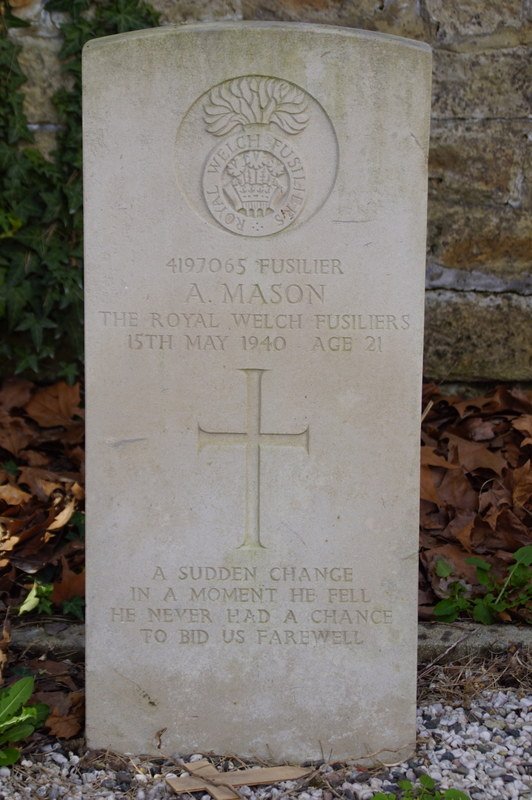 ROYAL WELCH FUSILIERS
4197065 FUSILIER
A. MASON
THE ROYAL WELCH FUSILIERS
15TH MAY 1940 AGE 21
A SUDDEN CHANGE
IN A MOMENT HE FELL
HE NEVER HAD A CHANCE
TO BID US FAREWELL